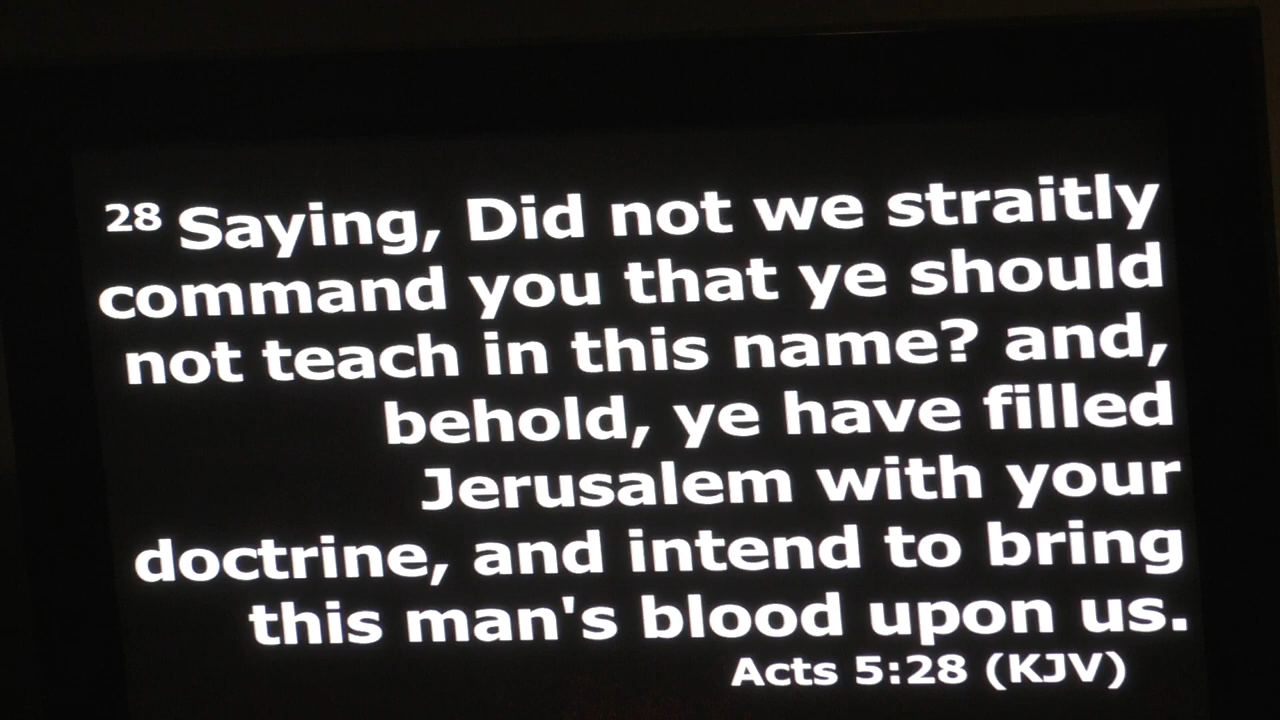 28 Saying, Did not we straitly
command you that ye should
not teach in this name? and,
behold, ye have filled
Jerusalem with your
doctrine, and intend to bring
this man's blood upon us.
Acts 5:28 (KJV)